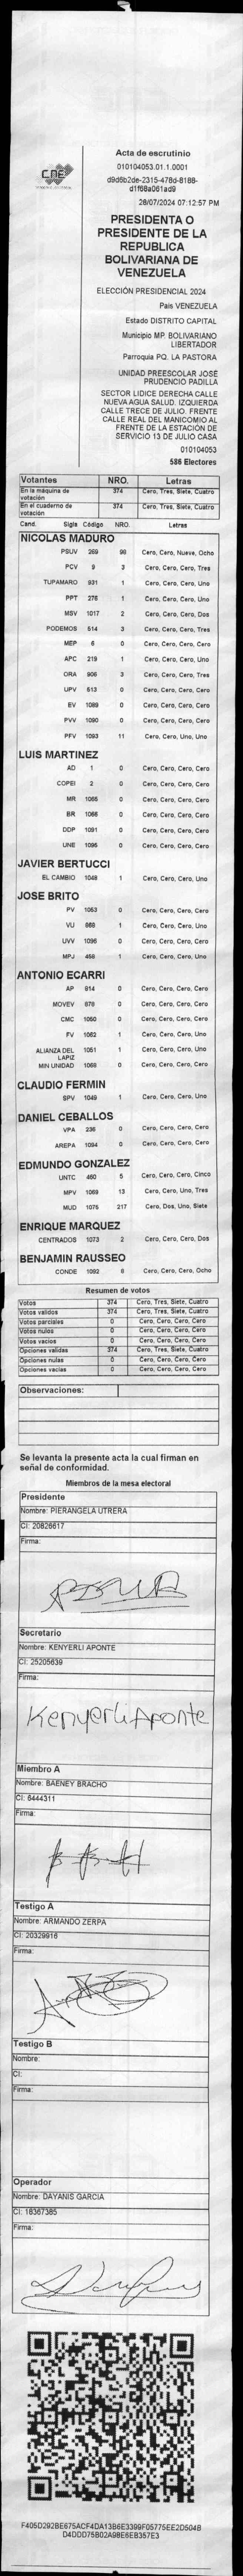 Acta de escrutinio
010104053.01.1.0001
d9d6b2de-2315-478d-8188-
d1f68a061ad9
28/07/2024 07:12:57 PM
CNE
PRESIDENTA O
PRESIDENTE DE LA
REPUBLICA
BOLIVARIANA DE
VENEZUELA
ELECCIÓN PRESIDENCIAL 2024
Pais VENEZUELA
Estado DISTRITO CAPITAL
Municipio MP. BOLIVARIANO
LIBERTADOR
Parroquia PQ. LA PASTORA
UNIDAD PREESCOLAR JOSÉ
PRUDENCIO PADILLA
SECTOR LIDICE DERECHA CALLE
NUEVA AGUA SALUD. IZQUIERDA
CALLE TRECE DE JULIO. FRENTE
CALLE REAL DEL MANICOMIO AL
FRENTE DE LA ESTACIÓN DE
SERVICIO 13 DE JULIO CASA
010104053
586 Electores
Votantes NRO. Letras
En la máquina de votación 374 Cero, Tres, Siete, Cuatro
En el cuaderno de votación 374 Cero, Tres, Siete, Cuatro
Cand. Sigla Código NRO. Letras
NICOLAS MADURO
PSUV 269 98 Cero, Cero, Nueve, Ocho
PCV 9 3 Cero, Cero, Cero, Tres
TUPAMARO 931 1 Cero, Cero, Cero, Uno
PPT 276 1 Cero, Cero, Cero, Uno
MSV 1017 2 Cero, Cero, Cero, Dos
PODEMOS 514 3 Cero, Cero, Cero, Tres
MEP 6 0 Cero, Cero, Cero, Cero
APC 219 1 Cero, Cero, Cero, Uno
ORA 906 3 Cero, Cero, Cero, Tres
UPV 613 0 Cero, Cero, Cero, Cero
EV 1089 0 Cero, Cero, Cero, Cero
PVV 1090 0 Cero, Cero, Cero, Cero
PFV 1093 11 Cero, Cero, Uno, Uno
LUIS MARTINEZ
AD 1 0 Cero, Cero, Cero, Cero
COPEI 2 0 Cero, Cero, Cero, Cero
MR 1065 0 Cero, Cero, Cero, Cero
BR 1066 0 Cero, Cero, Cero, Cero
DDP 1091 0 Cero, Cero, Cero, Cero
UNE 1095 0 Cero, Cero, Cero, Cero
JAVIER BERTUCCI
EL CAMBIO 1048 1 Cero, Cero, Cero, Uno
JOSE BRITO
PV 1053 0 Cero, Cero, Cero, Cero
VU 668 1 Cero, Cero, Cero, Uno
UVV 1096 0 Cero, Cero, Cero, Cero
MPJ 458 1 Cero, Cero, Cero, Uno
ANTONIO ECARRI
AP 814 0 Cero, Cero, Cero, Cero
MOVEV 879 0 Cero, Cero, Cero, Cero
CMC 1050 0 Cero, Cero, Cero, Cero
FV 1052 1 Cero, Cero, Cero, Uno
ALIANZA DEL LAPIZ 1051 1 Cero, Cero, Cero, Uno
MIN UNIDAD 1068 0 Cero, Cero, Cero, Cero
CLAUDIO FERMIN
SPV 1049 1 Cero, Cero, Cero, Uno
DANIEL CEBALLOS
VPA 236 0 Cero, Cero, Cero, Cero
AREPA 1094 0 Cero, Cero, Cero, Cero
EDMUNDO GONZALEZ
UNTC 460 5 Cero, Cero, Cero, Cinco
MPV 1069 13 Cero, Cero, Uno, Tres
MUD 1075 217 Cero, Dos, Uno, Siete
ENRIQUE MARQUEZ
CENTRADOS 1073 2 Cero, Cero, Cero, Dos
BENJAMIN RAUSSEO
CONDE 1092 8 Cero, Cero, Cero, Ocho
Resumen de votos
Votos 374 Cero, Tres, Siete, Cuatro
Votos validos 374 Cero, Tres, Siete, Cuatro
Votos parciales 0 Cero, Cero, Cero, Cero
Votos nulos 0 Cero, Cero, Cero, Cero
Votos vacios 0 Cero, Cero, Cero, Cero
Opciones validas 374 Cero, Tres, Siete, Cuatro
Opciones nulas 0 Cero, Cero, Cero, Cero
Opciones vacias 0 Cero, Cero, Cero, Cero
Observaciones:
Se levanta la presente acta la cual firman en
señal de conformidad.
Miembros de la mesa electoral
Presidente
Nombre: PIERANGELA UTRERA
CI: 20826617
Firma:
Secretario
Nombre: KENYERLI APONTE
CI: 25205639
Firma:
Kenyerli Aponte
Miembro A
Nombre: BAENEY BRACHO
CI: 6444311
Firma:
Testigo A
Nombre: ARMANDO ZERPA
CI: 20329916
Firma:
Testigo B
Nombre:
CI:
Firma:
Operador
Nombre: DAYANIS GARCIA
CI: 16367385
Firma:
F405D292BE675ACF4DA13B6E3399F05775EE2D504B
D4DDD75B02A98E6EB357E3